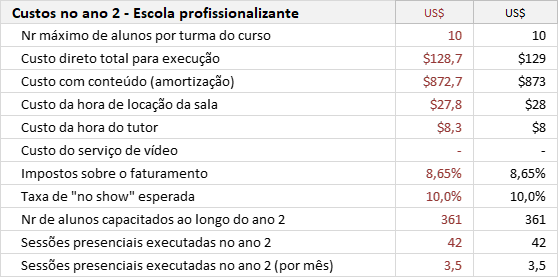 Custos no ano 2 - Escola profissionalizante US$ US$
Nr máximo de alunos por turma do curso 10 10
Custo direto total para execução $128,7 $129
Custo com conteúdo (amortização) $872,7 $873
Custo da hora de locação da sala $27,8 $28
Custo da hora do tutor $8,3 $8
Custo do serviço de vídeo - -
Impostos sobre o faturamento 8,65% 8,65%
Taxa de "no show" esperada 10,0% 10,0%
Nr de alunos capacitados ao longo do ano 2 361 361
Sessões presenciais executadas no ano 2 42 42
Sessões presenciais executadas no ano 2 (por mês) 3,5 3,5